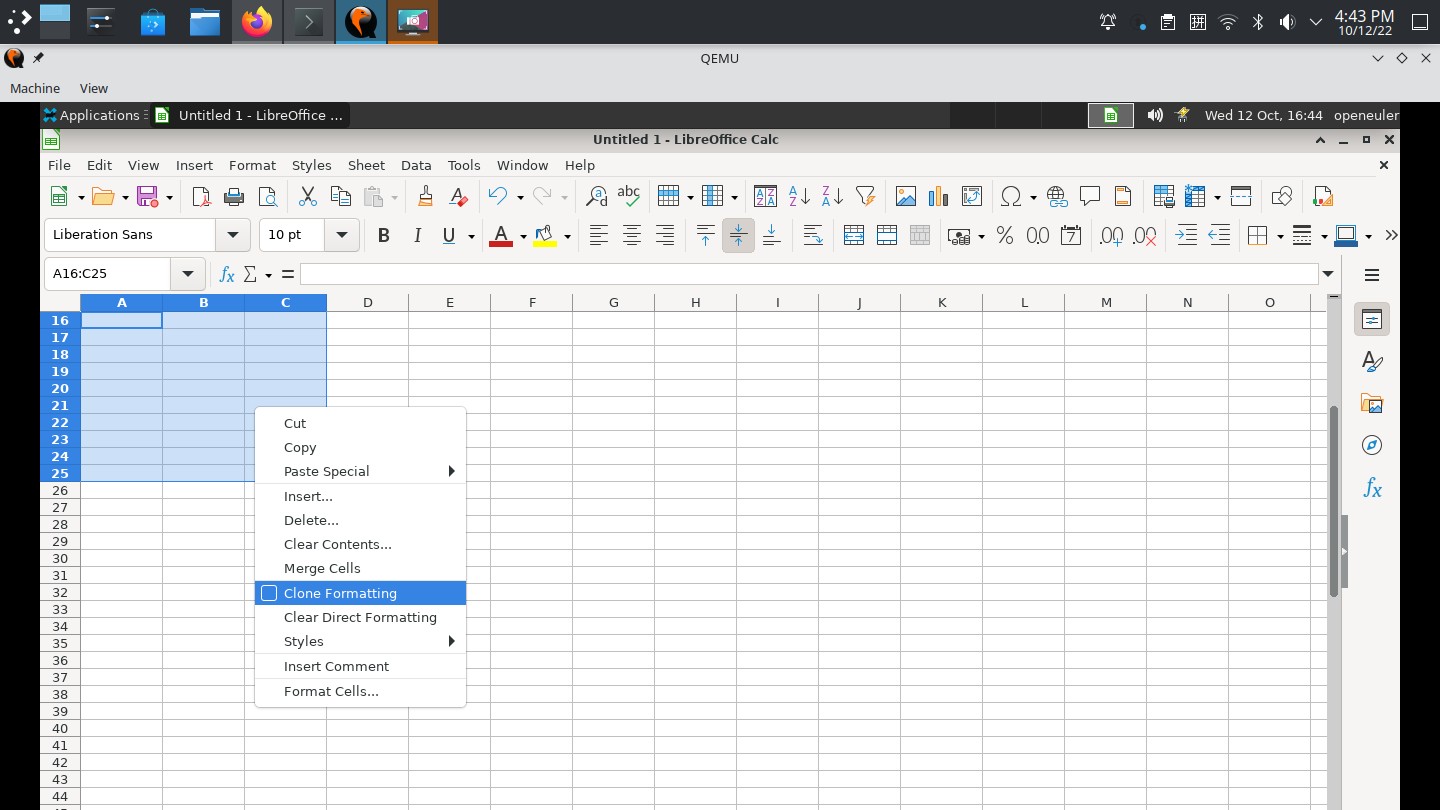 4:43 PM
10/12/22
QEMU
Machine View
Applications Untitled 1 - LibreOffice ... Wed 12 Oct, 16:44 openeuler
Untitled 1 - LibreOffice Calc
File Edit View Insert Format Styles Sheet Data Tools Window Help
Liberation Sans 10 pt B I U A
A16:C25 fx Σ =
A B C D E F G H I J K L M N O
16
17
18
19
20
21
22
23
24
25
26
27
28
29
30
31
32
33
34
35
36
37
38
39
40
41
42
43
44
Cut
Copy
Paste Special
Insert...
Delete...
Clear Contents...
Merge Cells
Clone Formatting
Clear Direct Formatting
Styles
Insert Comment
Format Cells...